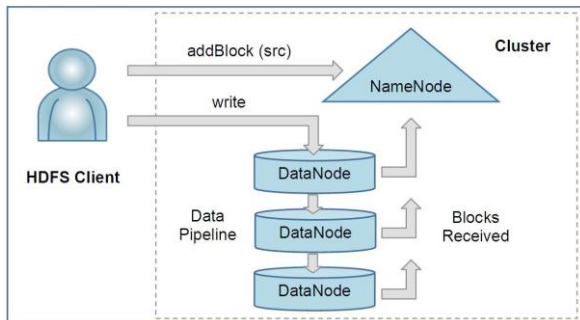 addBlock (src)
Cluster
NameNode
write
HDFS Client
DataNode
Data
Pipeline
DataNode
Blocks
Received
DataNode